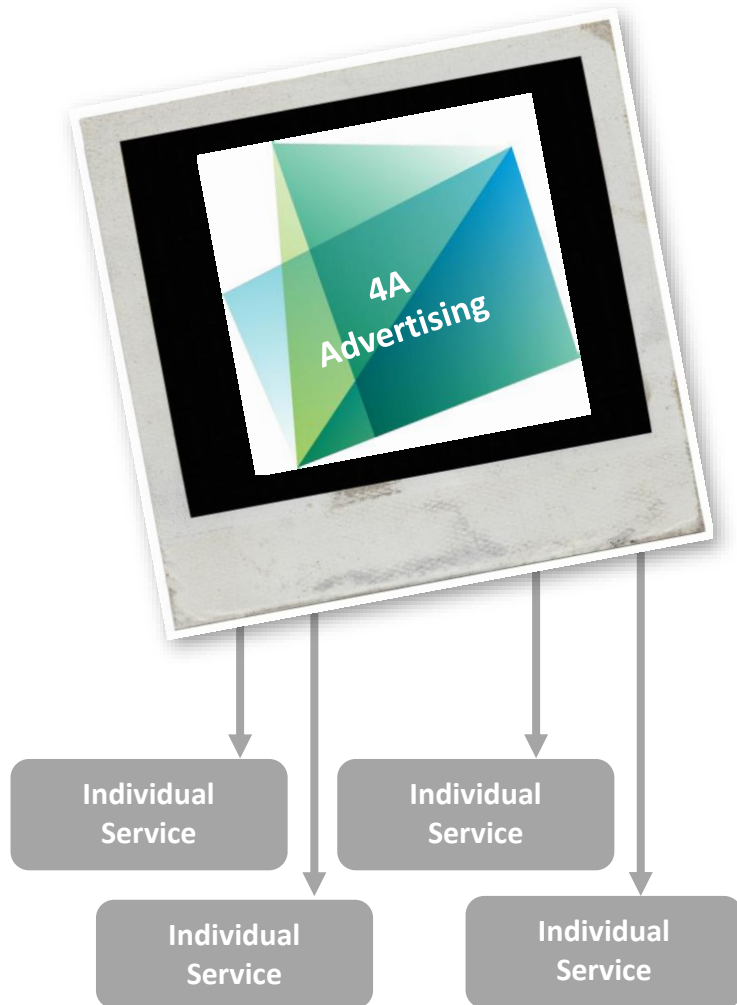 4A
Advertising
Individual
Service
Individual
Service
Individual
Service
Individual
Service